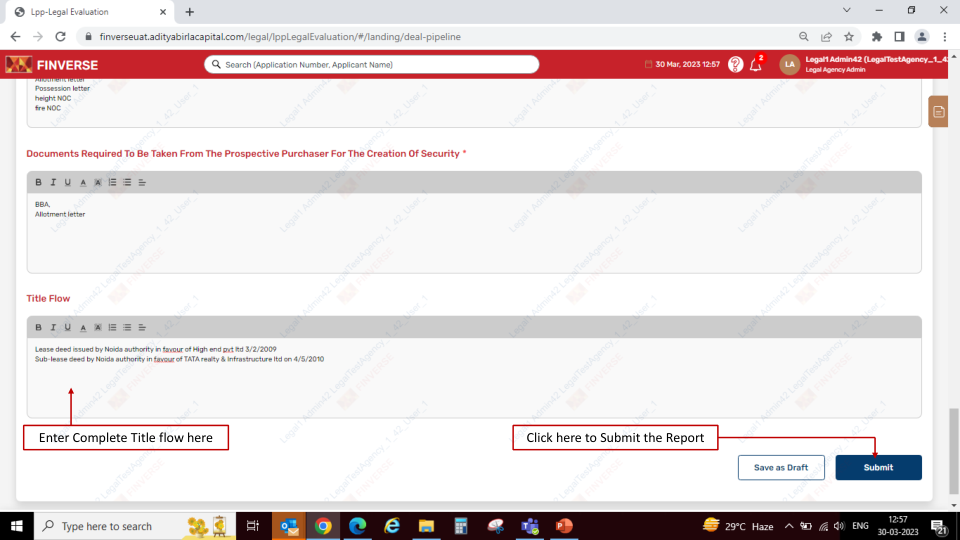 Lpp-Legal Evaluation
finverseuat.adityabirlacapital.com/legal/lppLegalEvaluation/#/landing/deal-pipeline
FINVERSE
Search (Application Number, Applicant Name)
30 Mar, 2023 12:57
2
LA
Legal1 Admin42 (LegalTestAgency_1_4
Legal Agency Admin
Allotment letter
Possession letter
height NOC
fire NOC
Documents Required To Be Taken From The Prospective Purchaser For The Creation Of Security *
B I U A A
BBA,
Allotment letter
Title Flow
B I U A A
Lease deed issued by Noida authority in favour of High end pvt ltd 3/2/2009
Sub-lease deed by Noida authority in favour of TATA realty & Infrastructure ltd on 4/5/2010
Enter Complete Title flow here
Click here to Submit the Report
Save as Draft
Submit
Type here to search
29°C Haze
ENG
12:57
30-03-2023
21